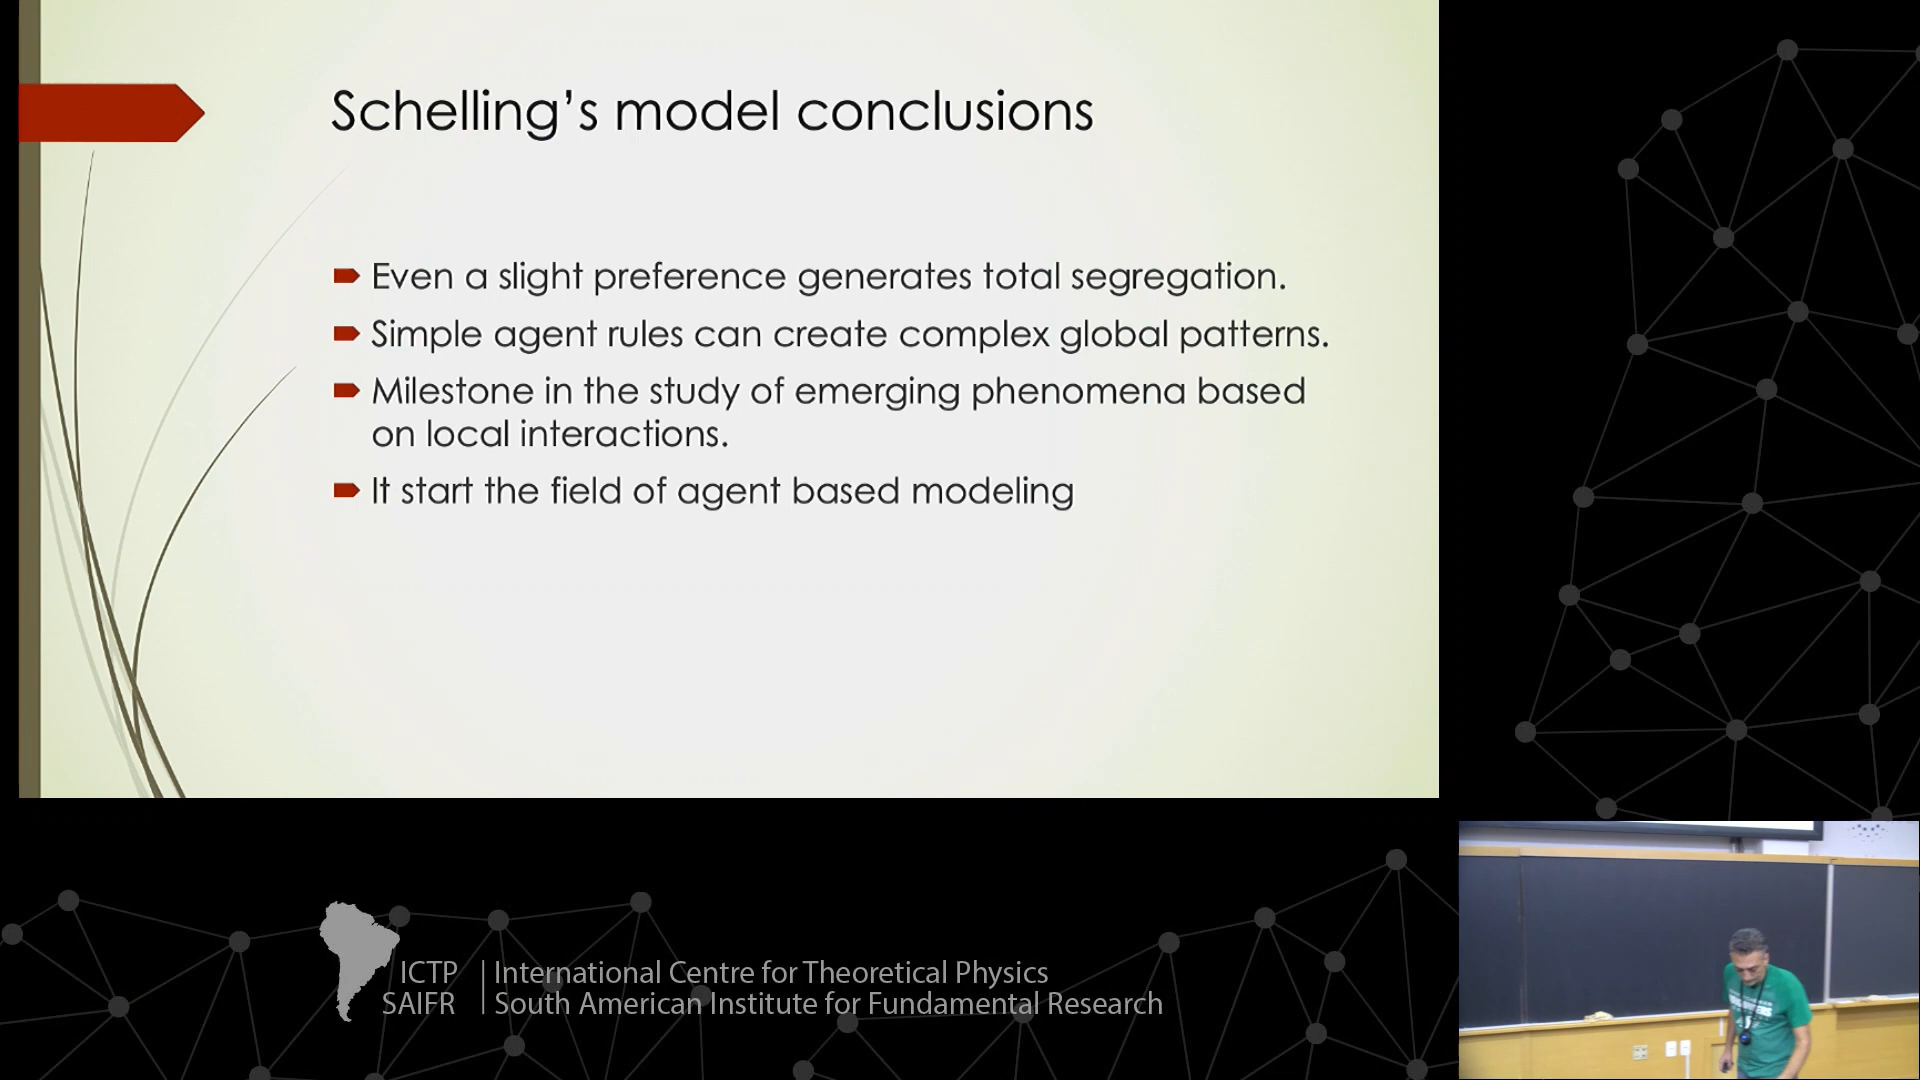 Schelling’s model conclusions
Even a slight preference generates total segregation.
Simple agent rules can create complex global patterns.
Milestone in the study of emerging phenomena based
on local interactions.
It start the field of agent based modeling
ICTP International Centre for Theoretical Physics
SAIFR South American Institute for Fundamental Research